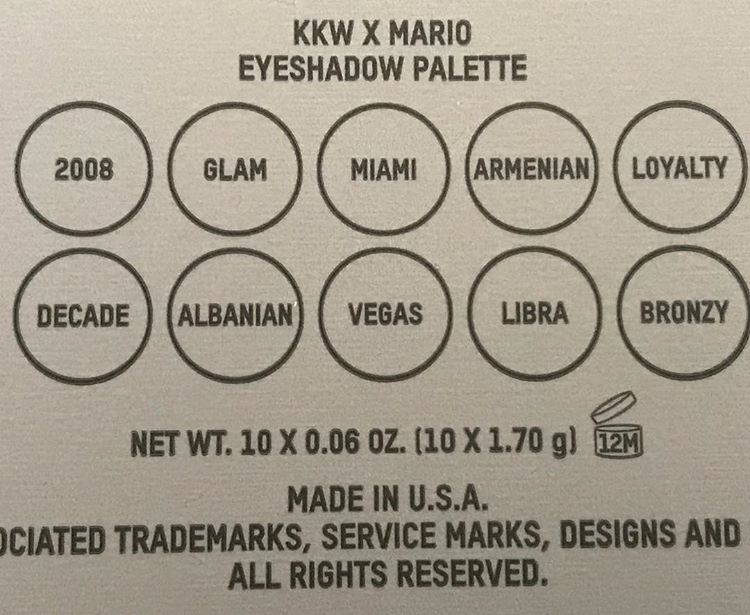 KKW X MARIO
EYESHADOW PALETTE
2008 GLAM MIAMI ARMENIAN LOYALTY
DECADE ALBANIAN VEGAS LIBRA BRONZY
NET WT. 10 X 0.06 OZ. (10 X 1.70 g) 12M
MADE IN U.S.A.
OCIATED TRADEMARKS, SERVICE MARKS, DESIGNS AND
ALL RIGHTS RESERVED.